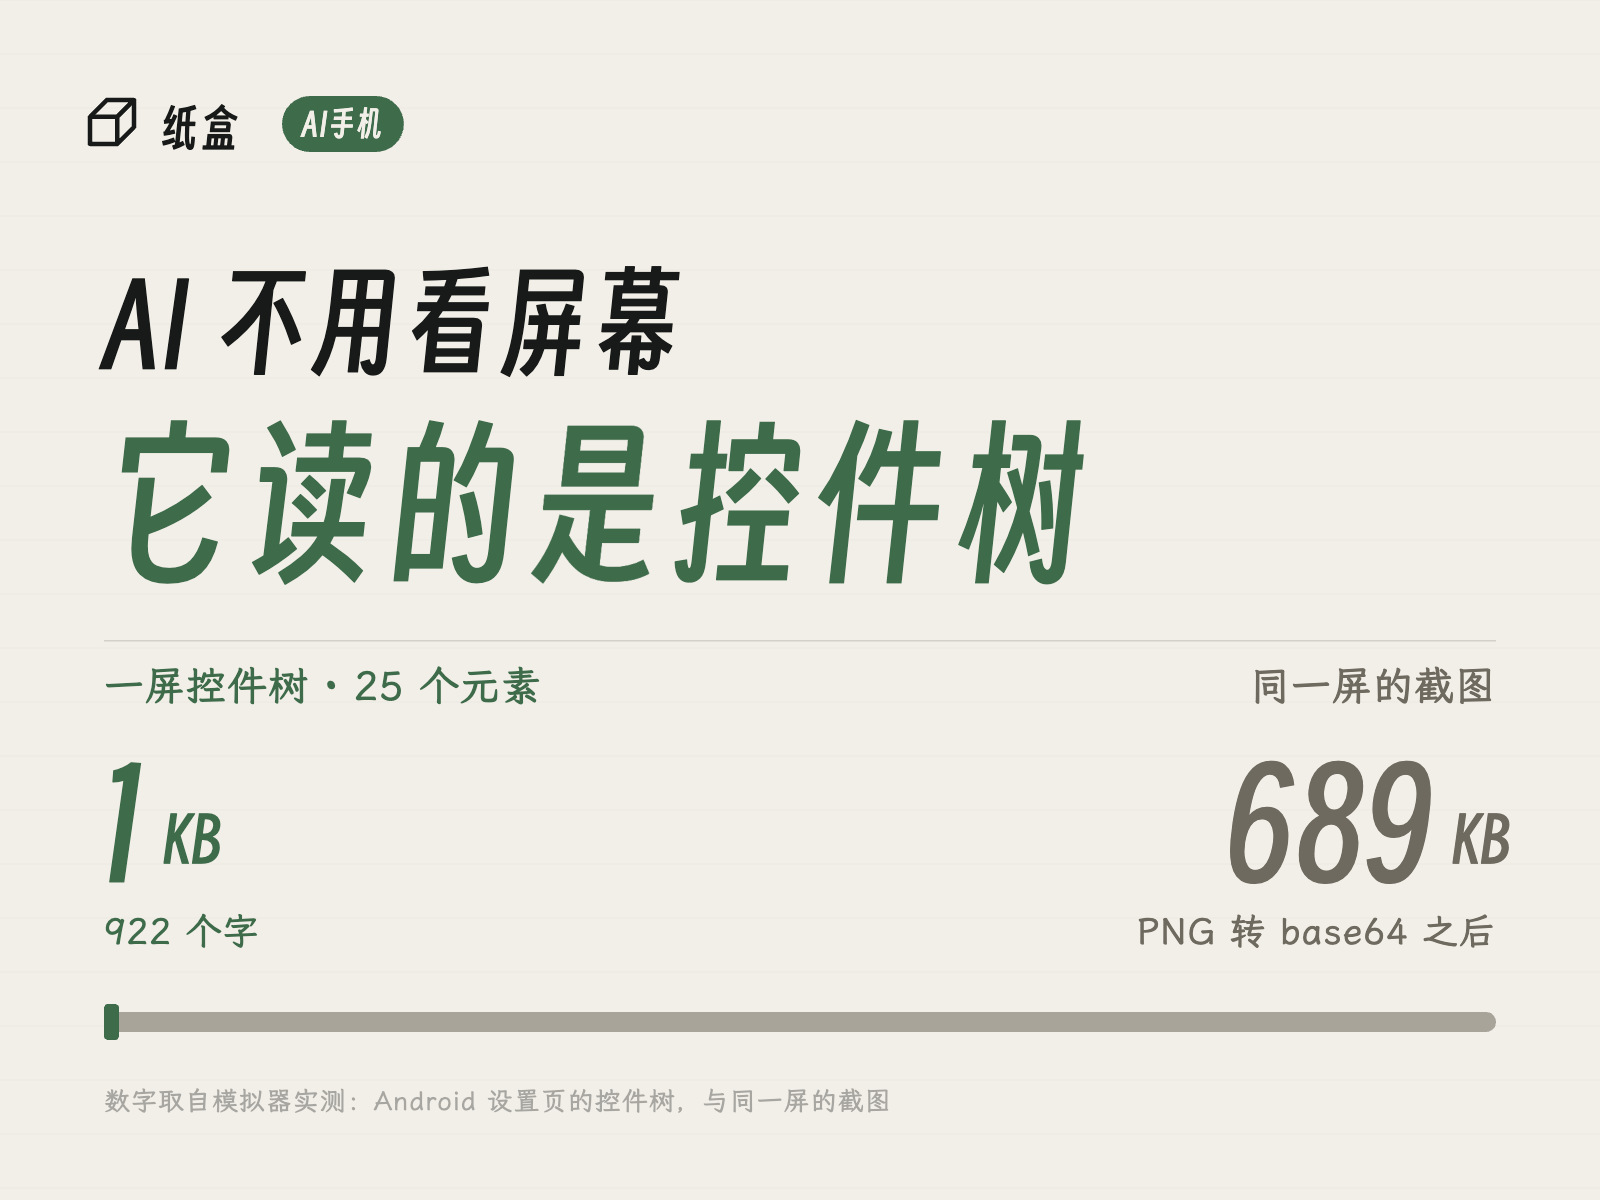 纸盒 AI手机
AI 不用看屏幕
它读的是控件树
一屏控件树·25 个元素
同一屏的截图
1 KB
689 KB
922 个字
PNG 转 base64 之后
数字取自模拟器实测：Android 设置页的控件树，与同一屏的截图